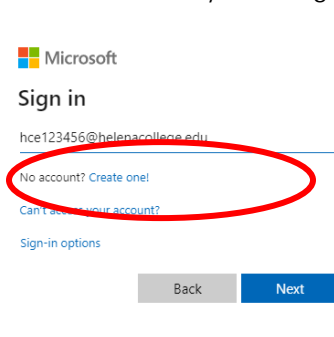 Microsoft
Sign in
hce123456@helenacollege.edu
No account? Create one!
Can't access your account?
Sign-in options
Back Next